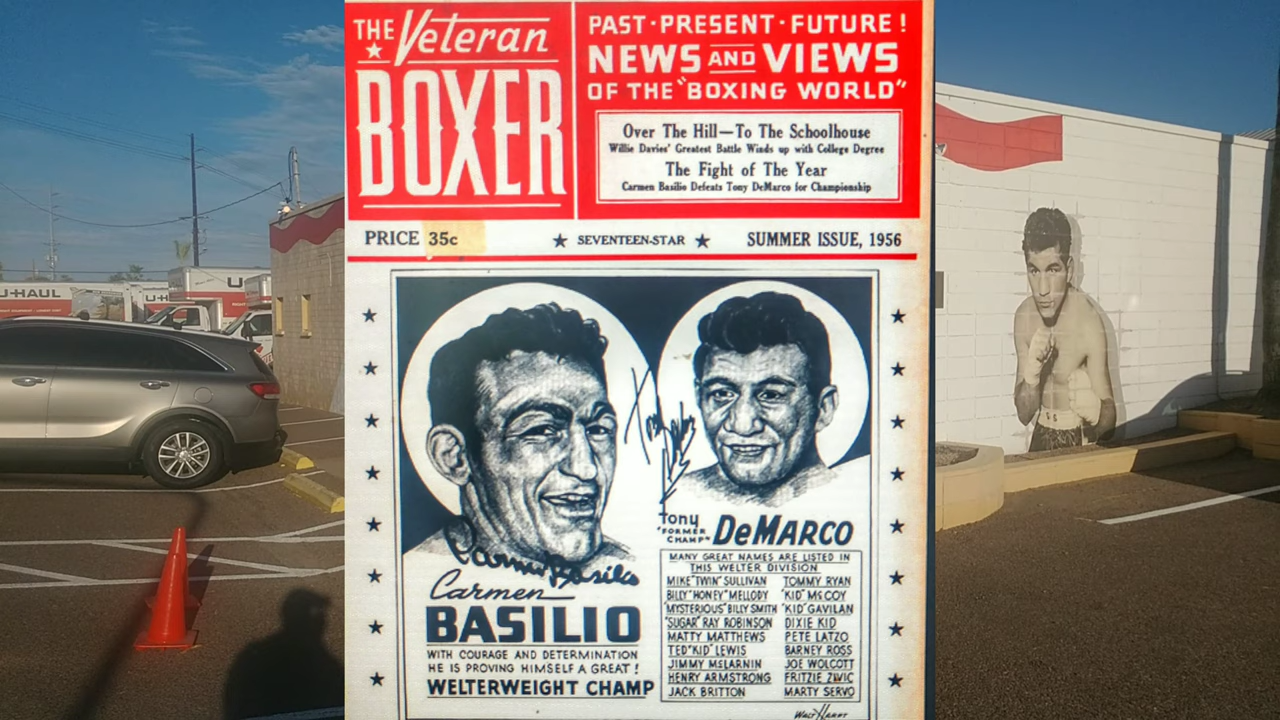 THE Veteran
BOXER
PAST · PRESENT · FUTURE !
NEWS AND VIEWS
OF THE "BOXING WORLD"
Over The Hill—To The Schoolhouse
Willie Davies' Greatest Battle Winds up with College Degree
The Fight of The Year
Carmen Basilio Defeats Tony DeMarco for Championship
PRICE 35c
★ SEVENTEEN-STAR ★
SUMMER ISSUE, 1956
U-HAUL
U-H
U
Tony DeMarco
Carmen Basilio
Carmen
BASILIO
WITH COURAGE AND DETERMINATION
HE IS PROVING HIMSELF A GREAT !
WELTERWEIGHT CHAMP
Tony
"FORMER
CHAMP"
DeMARCO
MANY GREAT NAMES ARE LISTED IN
THIS WELTER DIVISION
MIKE "TWIN" SULLIVAN TOMMY RYAN
BILLY "HONEY" MELLODY "KID" McCOY
"MYSTERIOUS" BILLY SMITH "KID" GAVILAN
"SUGAR" RAY ROBINSON DIXIE KID
MATTY MATTHEWS PETE LATZO
TED "KID" LEWIS BARNEY ROSS
JIMMY McLARNIN JOE WOLCOTT
HENRY ARMSTRONG FRITZIE ZIVIC
JACK BRITTON MARTY SERVO